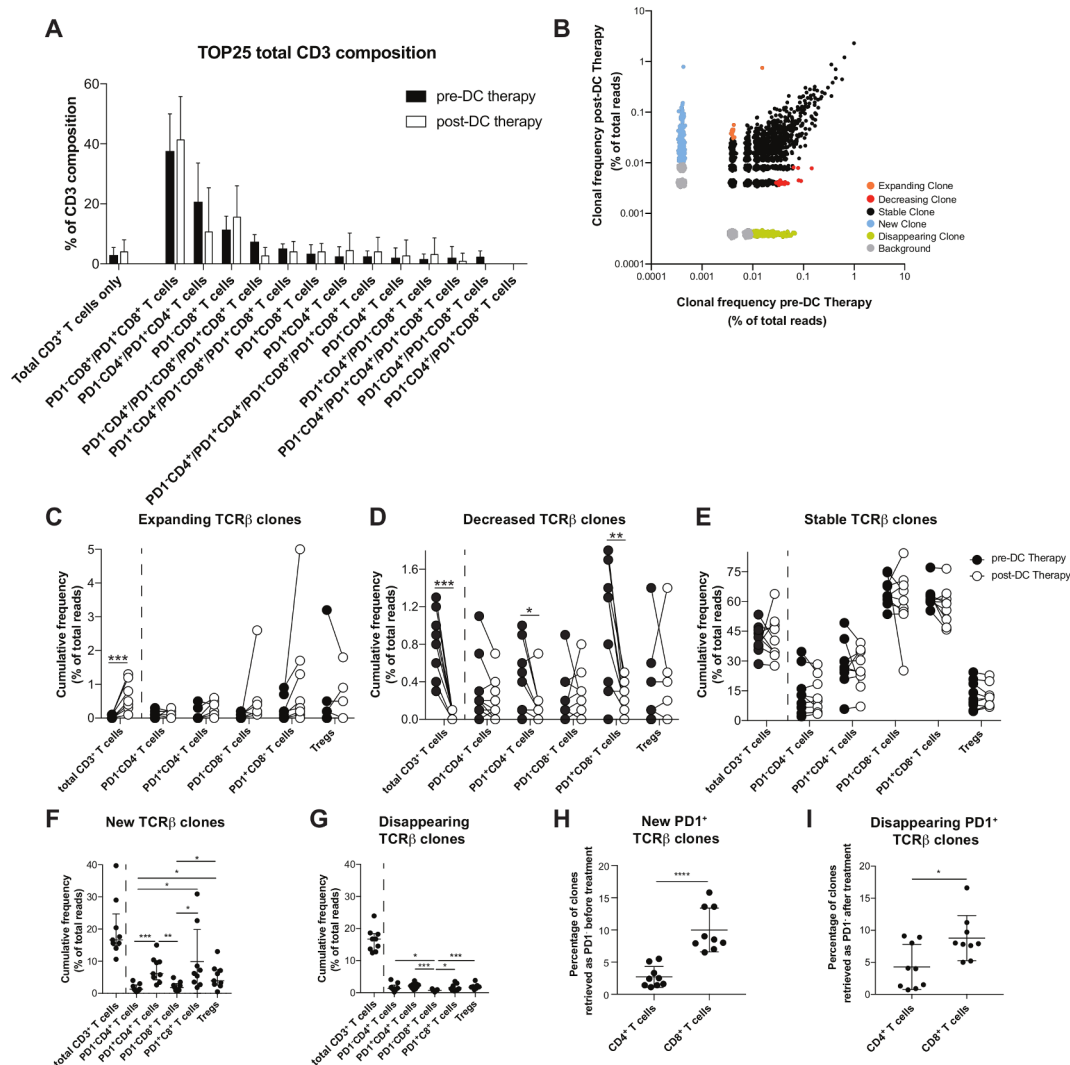 A
TOP25 total CD3 composition
% of CD3 composition
60
40
20
0
pre-DC therapy
post-DC therapy
Total CD3⁺ T cells only
PD1⁻CD8⁺/PD1⁺CD8⁺ T cells
PD1⁻CD4⁺/PD1⁺CD4⁺ T cells
PD1⁻CD8⁺ T cells
PD1⁻CD4⁺/PD1⁻CD8⁺/PD1⁺CD8⁺ T cells
PD1⁺CD4⁺/PD1⁻CD8⁺/PD1⁺CD8⁺ T cells
PD1⁺CD8⁺ T cells
PD1⁺CD4⁺ T cells
PD1⁻CD4⁺/PD1⁺CD4⁺/PD1⁻CD8⁺/PD1⁺CD8⁺ T cells
PD1⁻CD4⁺ T cells
PD1⁺CD4⁺/PD1⁻CD8⁺ T cells
PD1⁻CD4⁺/PD1⁺CD4⁺/PD1⁺CD8⁺ T cells
PD1⁻CD4⁺/PD1⁻CD8⁺ T cells
PD1⁻CD4⁺/PD1⁺CD8⁺ T cells
B
Clonal frequency post-DC Therapy
(% of total reads)
10
1
0.1
0.01
0.001
0.0001
0.0001
0.001
0.01
0.1
1
10
Clonal frequency pre-DC Therapy
(% of total reads)
Expanding Clone
Decreasing Clone
Stable Clone
New Clone
Disappearing Clone
Background
C
Expanding TCRβ clones
Cumulative frequency
(% of total reads)
5
4
3
2
1
0
***
total CD3⁺ T cells
PD1⁻CD4⁺ T cells
PD1⁺CD4⁺ T cells
PD1⁻CD8⁺ T cells
PD1⁺CD8⁺ T cells
Tregs
D
Decreased TCRβ clones
Cumulative frequency
(% of total reads)
1.6
1.2
0.8
0.4
0.0
***
*
**
total CD3⁺ T cells
PD1⁻CD4⁺ T cells
PD1⁺CD4⁺ T cells
PD1⁻CD8⁻ T cells
PD1⁺CD8⁺ T cells
Tregs
E
Stable TCRβ clones
Cumulative frequency
(% of total reads)
75
60
45
30
15
0
pre-DC Therapy
post-DC Therapy
total CD3⁺ T cells
PD1⁻CD4⁺ T cells
PD1⁺CD4⁺ T cells
PD1⁻CD8⁻ T cells
PD1⁺CD8⁺ T cells
Tregs
F
New TCRβ clones
Cumulative frequency
(% of total reads)
40
30
20
10
0
*
*
*
*
***
**
total CD3⁺ T cells
PD1⁻CD4⁺ T cells
PD1⁺CD4⁺ T cells
PD1⁻CD8⁺ T cells
PD1⁺C8⁺ T cells
Tregs
G
Disappearing
TCRβ clones
Cumulative frequency
(% of total reads)
40
30
20
10
0
*
***
***
*
total CD3⁺ T cells
PD1⁻CD4⁺ T cells
PD1⁺CD4⁺ T cells
PD1⁻CD8⁺ T cells
PD1⁺C8⁺ T cells
Tregs
H
New PD1⁺
TCRβ clones
Percentage of clones
retrieved as PD1⁻ before treatment
20
15
10
5
0
****
CD4⁺ T cells
CD8⁺ T cells
I
Disappearing PD1⁺
TCRβ clones
Percentage of clones
retrieved as PD1⁻ after treatment
20
15
10
5
0
*
CD4⁺ T cells
CD8⁺ T cells